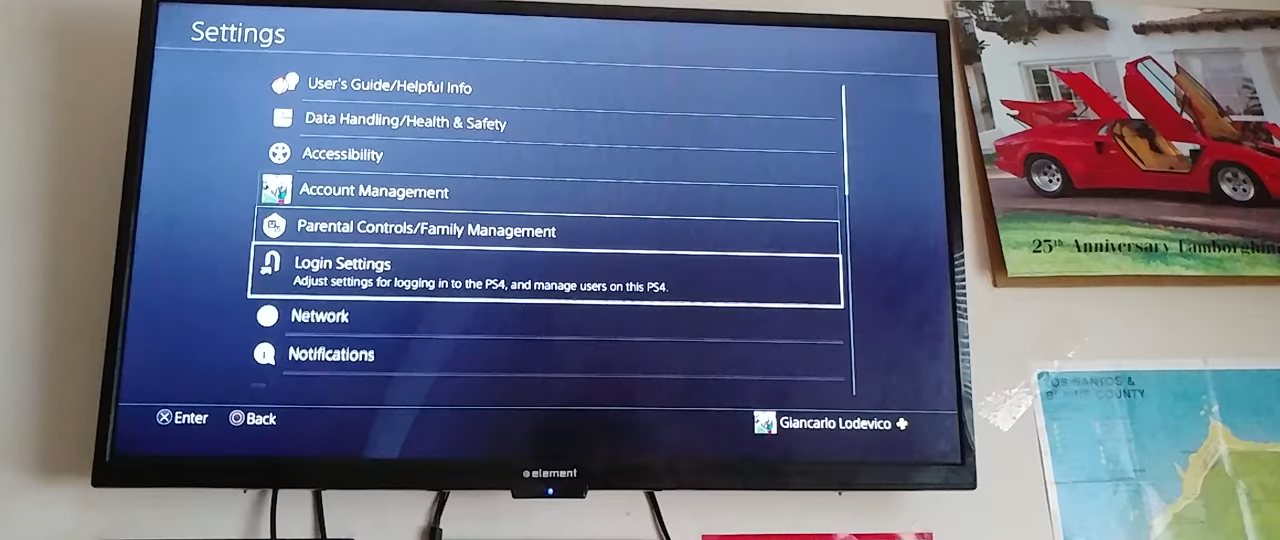 Settings
User's Guide/Helpful Info
Data Handling/Health & Safety
Accessibility
Account Management
Parental Controls/Family Management
Login Settings
Adjust settings for logging in to the PS4, and manage users on this PS4.
Network
Notifications
Enter
Back
Giancarlo Lodevico
element
25th Anniversary
COUNTY